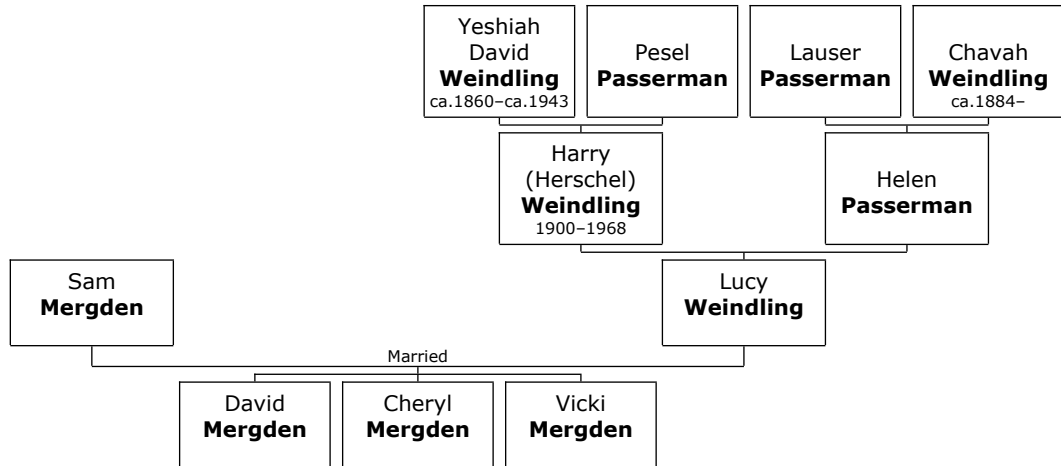 Yeshiah
David
Weindling
ca.1860–ca.1943
Pesel
Passerman
Lauser
Passerman
Chavah
Weindling
ca.1884–
Harry
(Herschel)
Weindling
1900–1968
Helen
Passerman
Sam
Mergden
Lucy
Weindling
Married
David
Mergden
Cheryl
Mergden
Vicki
Mergden